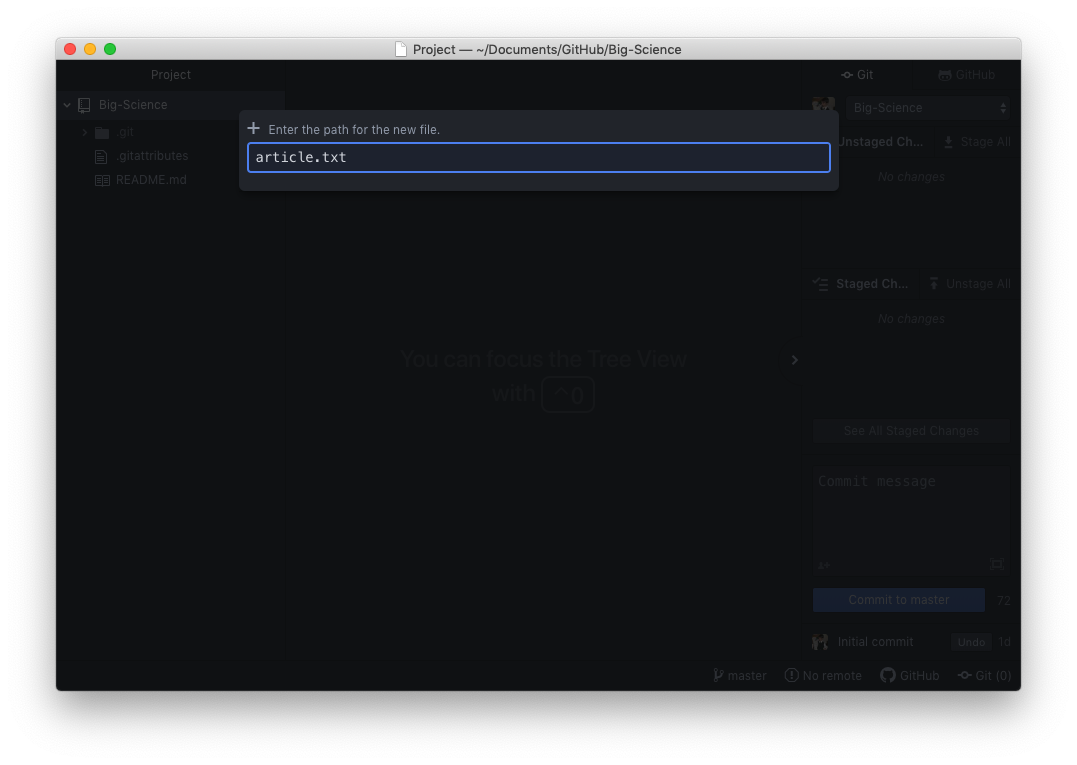 Project — ~/Documents/GitHub/Big-Science
Project
Git
GitHub
Big-Science
Big-Science
.git
Enter the path for the new file.
Unstaged Ch...
Stage All
.gitattributes
article.txt
README.md
No changes
Staged Ch...
Unstage All
No changes
You can focus the Tree View
with ^0
See All Staged Changes
Commit message
Commit to master
72
Initial commit
Undo
1d
master
No remote
GitHub
Git (0)